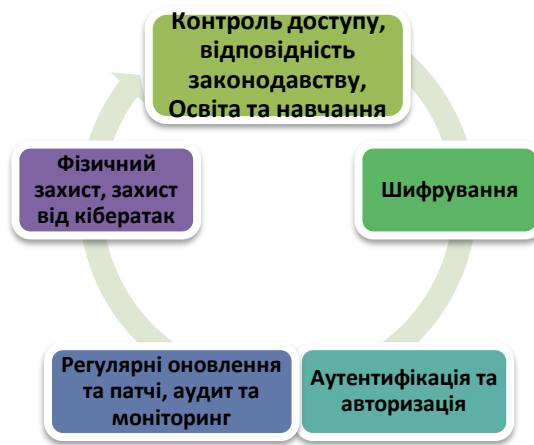 Контроль доступу,
відповідність
законодавству,
Освіта та навчання
Шифрування
Аутентифікація та
авторизація
Регулярні оновлення
та патчі, аудит та
моніторинг
Фізичний
захист, захист
від кібератак